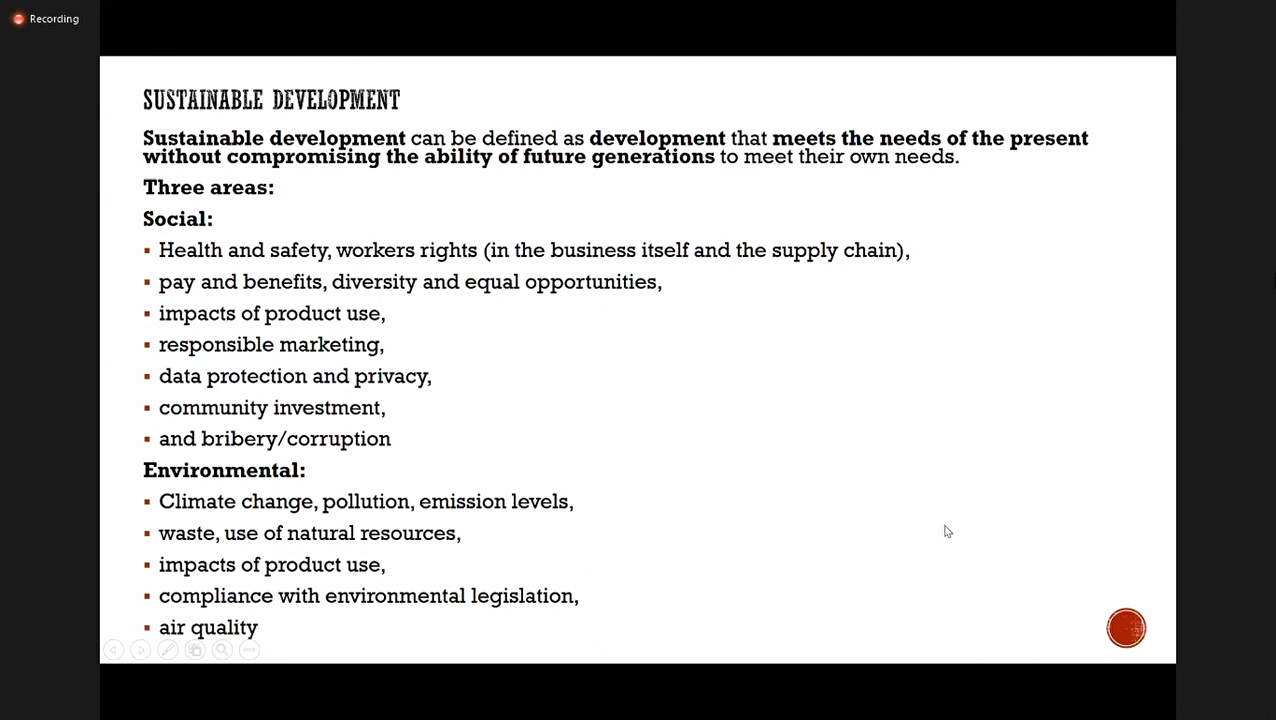 Recording
SUSTAINABLE DEVELOPMENT
Sustainable development can be defined as development that meets the needs of the present
without compromising the ability of future generations to meet their own needs.
Three areas:
Social:
▪ Health and safety, workers rights (in the business itself and the supply chain),
▪ pay and benefits, diversity and equal opportunities,
▪ impacts of product use,
▪ responsible marketing,
▪ data protection and privacy,
▪ community investment,
▪ and bribery/corruption
Environmental:
▪ Climate change, pollution, emission levels,
▪ waste, use of natural resources,
▪ impacts of product use,
▪ compliance with environmental legislation,
▪ air quality